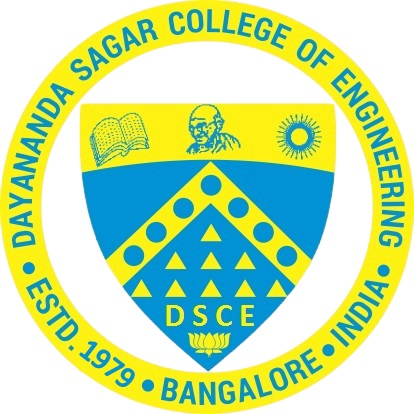 • DAYANANDA SAGAR COLLEGE OF ENGINEERING •
ESTD. 1979 • BANGALORE • INDIA
DSCE